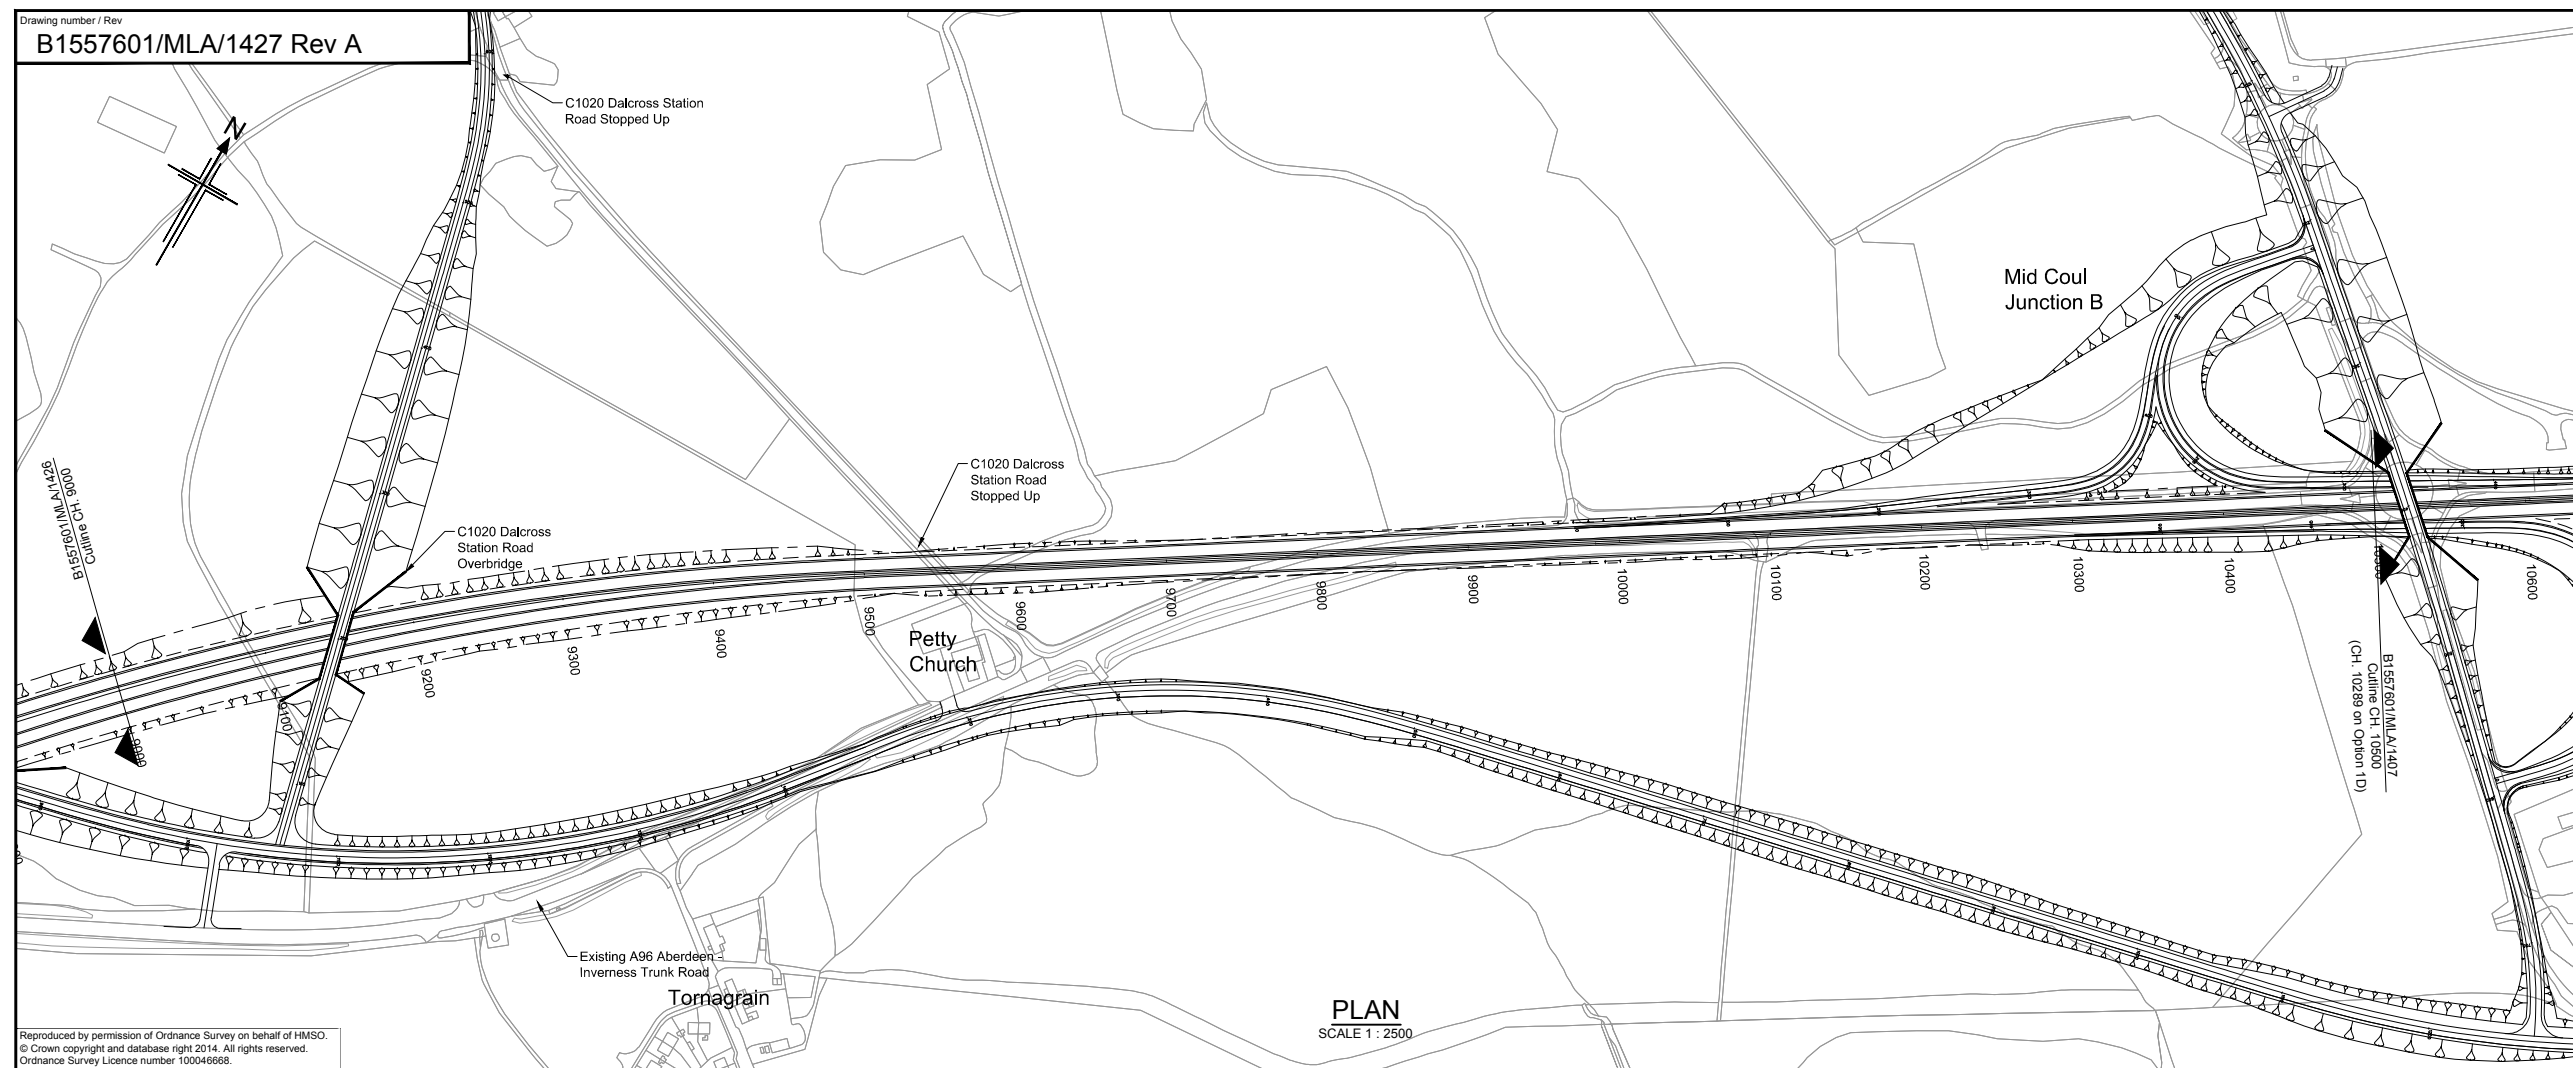 Drawing number / Rev
B1557601/MLA/1427 Rev A
N
C1020 Dalcross Station
Road Stopped Up
Mid Coul
Junction B
B1557601/MLA/1426
Cutline CH. 9000
C1020 Dalcross
Station Road
Overbridge
C1020 Dalcross
Station Road
Stopped Up
9000
9100
9200
9300
9400
9500
9600
9700
9800
9900
10000
10100
10200
10300
10400
10500
10600
Petty
Church
B1557601/MLA/1407
Cutline CH. 10500
(CH. 10289 on Option 1D)
Existing A96 Aberdeen -
Inverness Trunk Road
Tornagrain
PLAN
SCALE 1 : 2500
Reproduced by permission of Ordnance Survey on behalf of HMSO.
© Crown copyright and database right 2014. All rights reserved.
Ordnance Survey Licence number 100046668.